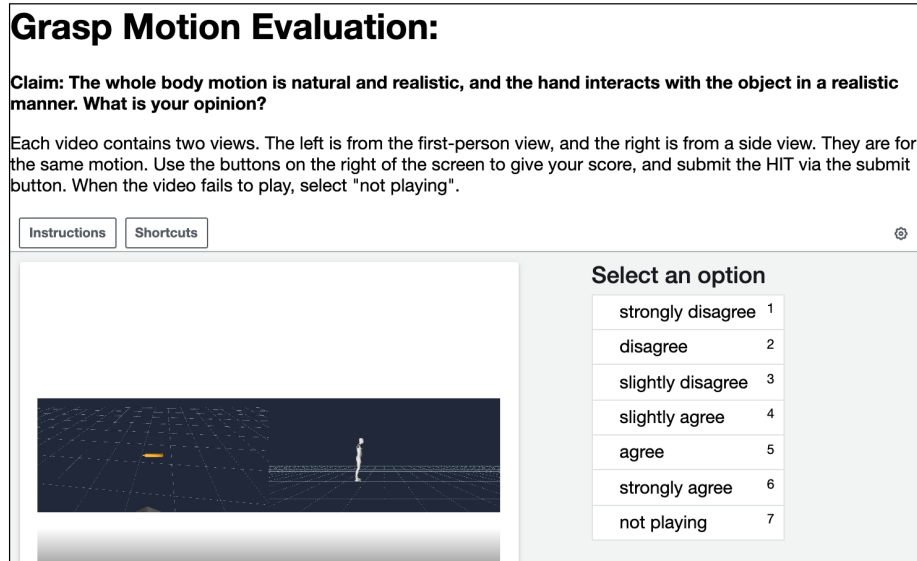 Grasp Motion Evaluation:
Claim: The whole body motion is natural and realistic, and the hand interacts with the object in a realistic
manner. What is your opinion?
Each video contains two views. The left is from the first-person view, and the right is from a side view. They are for
the same motion. Use the buttons on the right of the screen to give your score, and submit the HIT via the submit
button. When the video fails to play, select "not playing".
Instructions Shortcuts
Select an option
strongly disagree 1
disagree 2
slightly disagree 3
slightly agree 4
agree 5
strongly agree 6
not playing 7